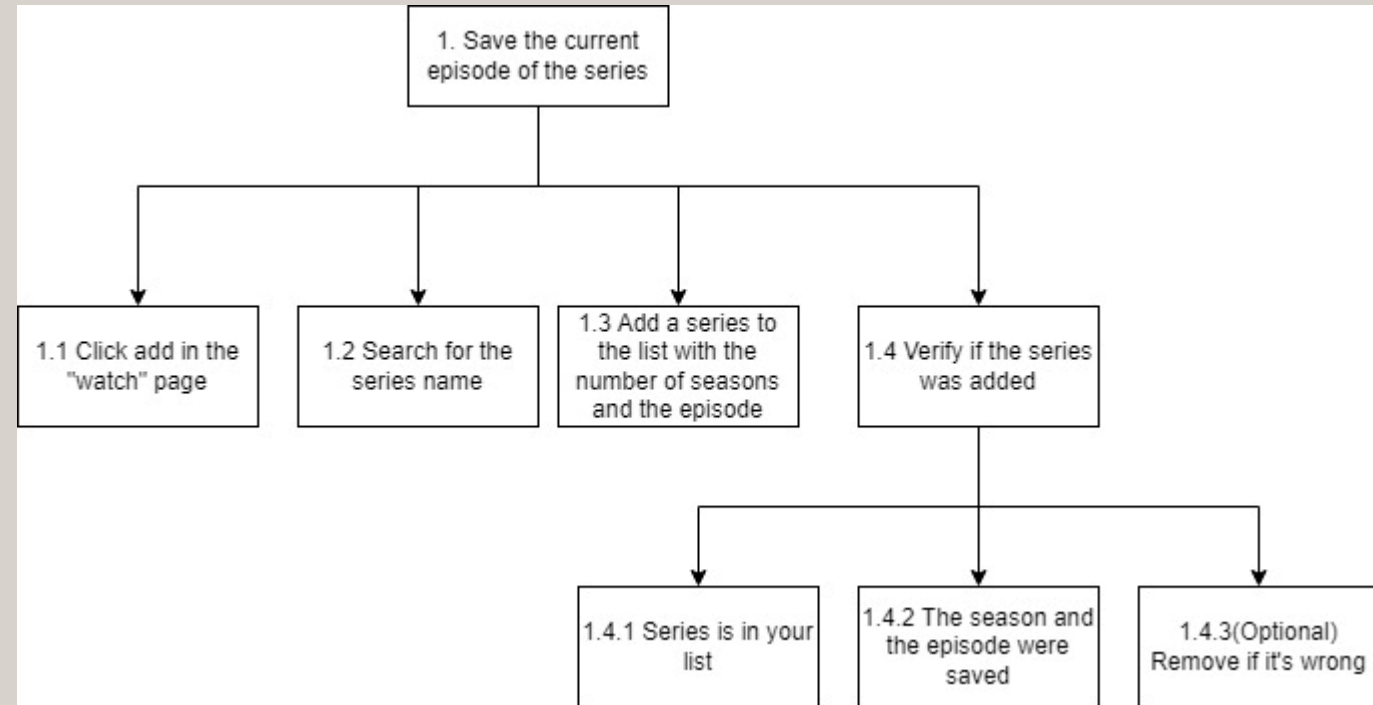 1. Save the current
episode of the series
1.1 Click add in the
"watch" page
1.2 Search for the
series name
1.3 Add a series to
the list with the
number of seasons
and the episode
1.4 Verify if the series
was added
1.4.1 Series is in your
list
1.4.2 The season and
the episode were
saved
1.4.3(Optional)
Remove if it's wrong